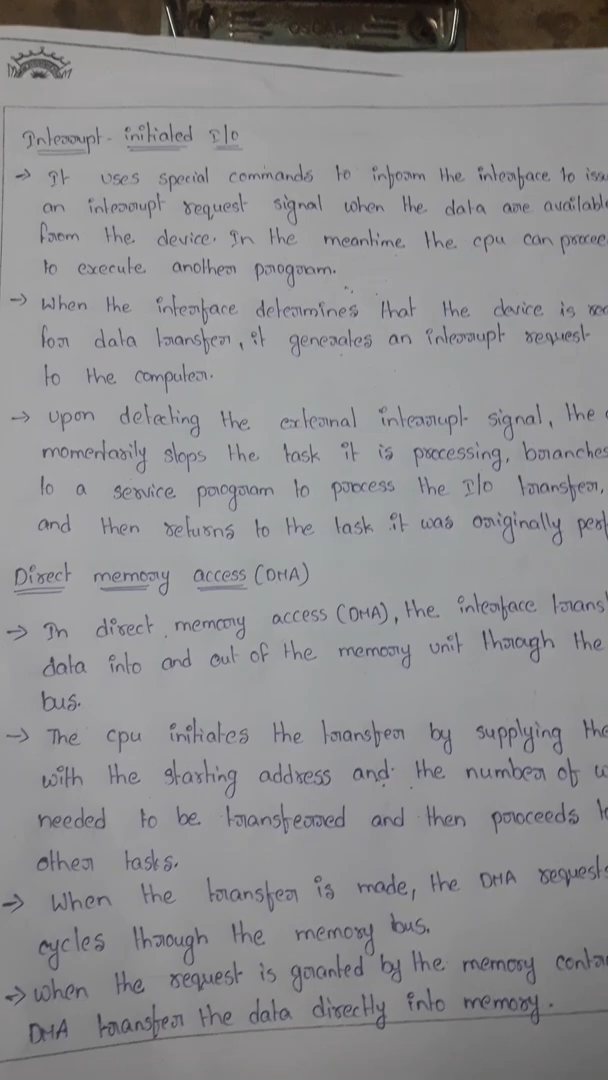 OSCAR
Interrupt - initiated I/O
→ It uses special commands to inform the interface to issu
an interrupt request signal when the data are available
from the device. In the meantime the cpu can procee
to execute another program.
→ When the interface determines that the device is rea
for data transfer, it generates an interrupt request
to the computer.
→ upon detecting the external interrupt signal, the
momentarily stops the task it is processing, branches
to a service program to process the I/O transfer,
and then returns to the task it was originally perf
Direct memory access (DMA)
→ In direct memory access (DMA), the interface trans
data into and out of the memory unit through the
bus.
→ The cpu initiates the transfer by supplying the
with the starting address and the number of w
needed to be transferred and then proceeds to
other tasks.
→ When the transfer is made, the DMA requests
cycles through the memory bus.
→ when the request is granted by the memory contro
DMA transfer the data directly into memory.